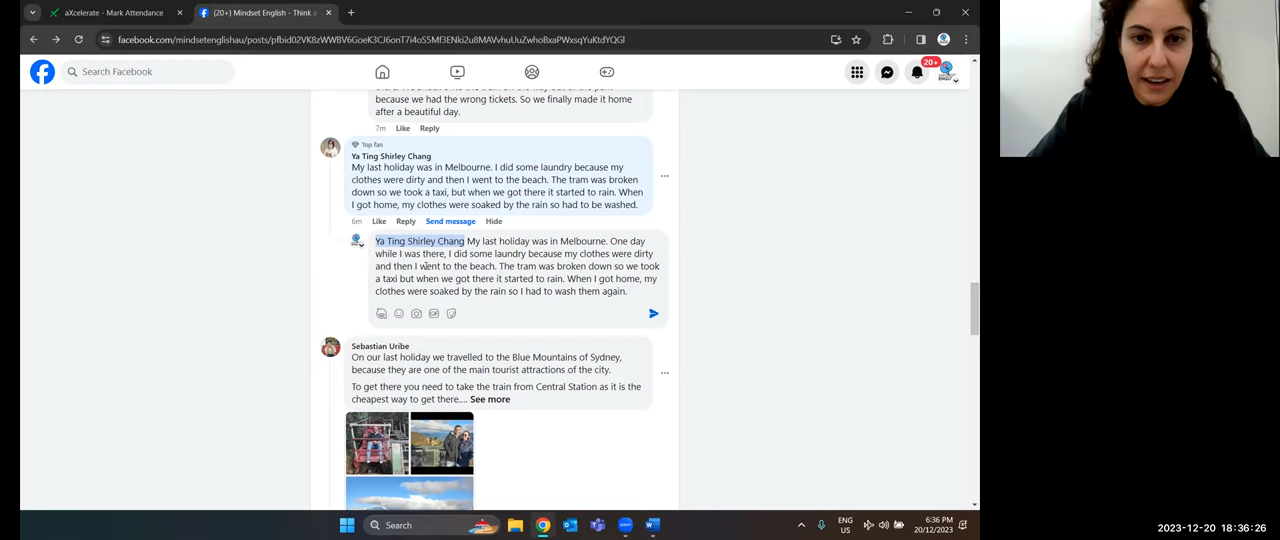 aXcelerate - Mark Attendance
(20+) Mindset English - Think a
facebook.com/mindsetenglishau/posts/
Search Facebook
20+
because we had the wrong tickets. So we finally made it home
after a beautiful day.
7m Like Reply
Top fan
Ya Ting Shirley Chang
My last holiday was in Melbourne. I did some laundry because my
clothes were dirty and then I went to the beach. The tram was broken
down so we took a taxi, but when we got there it started to rain. When
I got home, my clothes were soaked by the rain so had to be washed.
6m Like Reply Send message Hide
Ya Ting Shirley Chang My last holiday was in Melbourne. One day
while I was there, I did some laundry because my clothes were dirty
and then I went to the beach. The tram was broken down so we took
a taxi but when we got there it started to rain. When I got home, my
clothes were soaked by the rain so I had to wash them again.
GIF
Sebastian Uribe
On our last holiday we travelled to the Blue Mountains of Sydney,
because they are one of the main tourist attractions of the city.
To get there you need to take the train from Central Station as it is the
cheapest way to get there.... See more
Search
ENG
US
6:36 PM
20/12/2023
2023-12-20 18:36:26